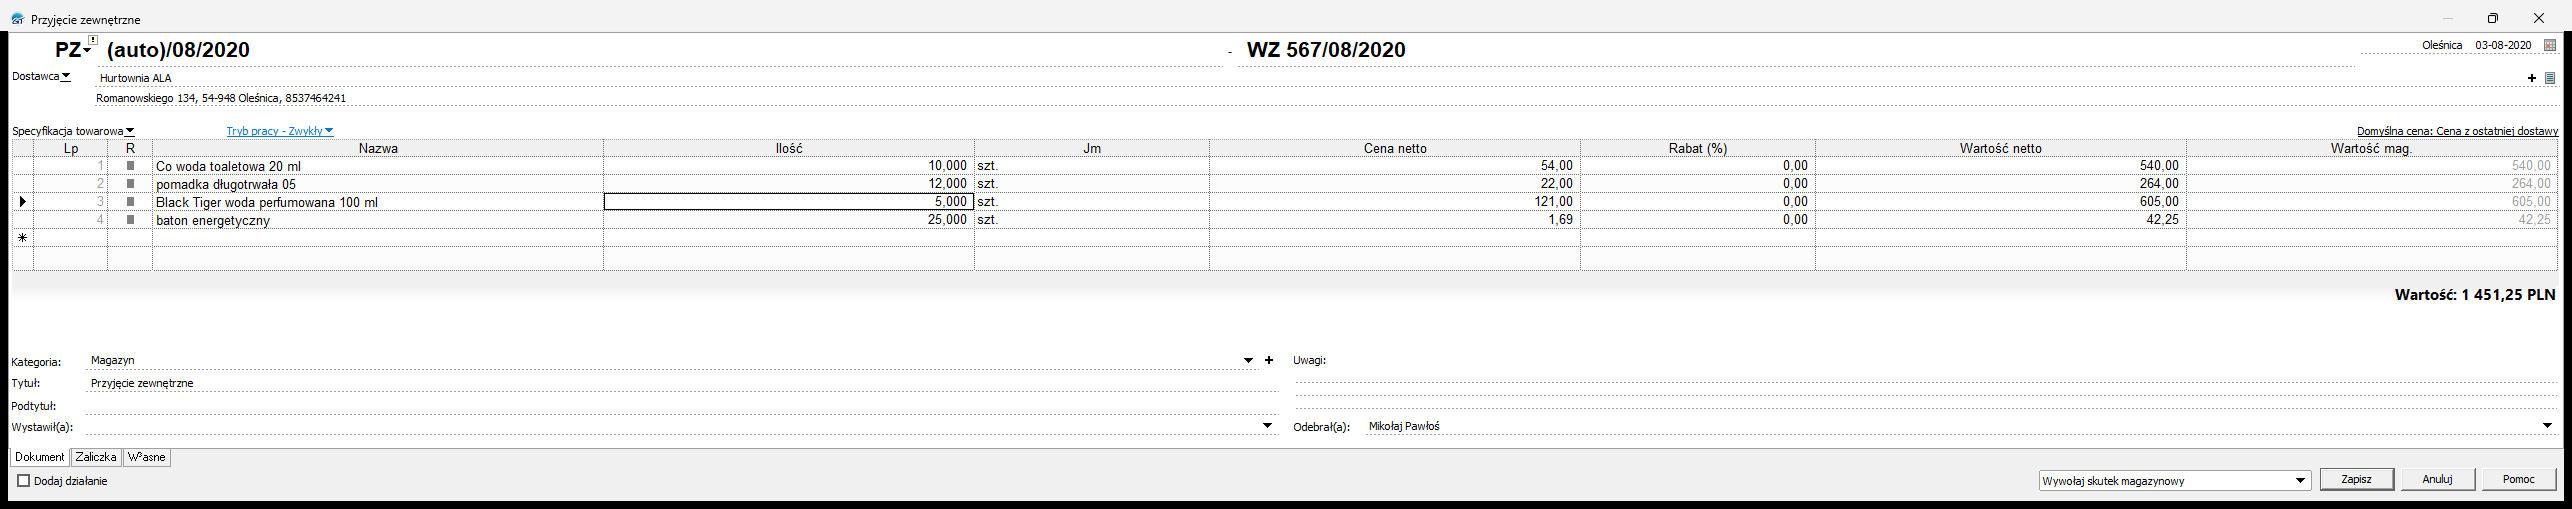 Przyjęcie zewnętrzne
PZ (auto)/08/2020 - WZ 567/08/2020 Oleśnica 03-08-2020
Dostawca Hurtownia ALA
Romanowskiego 134, 54-948 Oleśnica, 8537464241
Specyfikacja towarowa Tryb pracy - Zwykły Domyślna cena: Cena z ostatniej dostawy
Lp R Nazwa Ilość Jm Cena netto Rabat (%) Wartość netto Wartość mag.
1 Co woda toaletowa 20 ml 10,000 szt. 54,00 0,00 540,00 540,00
2 pomadka długotrwała 05 12,000 szt. 22,00 0,00 264,00 264,00
3 Black Tiger woda perfumowana 100 ml 5,000 szt. 121,00 0,00 605,00 605,00
4 baton energetyczny 25,000 szt. 1,69 0,00 42,25 42,25
Wartość: 1 451,25 PLN
Kategoria: Magazyn Uwagi:
Tytuł: Przyjęcie zewnętrzne
Podtytuł:
Wystawił(a): Odebrał(a): Mikołaj Pawłoś
Dokument Zaliczka W³asne
Dodaj działanie Wywołaj skutek magazynowy Zapisz Anuluj Pomoc